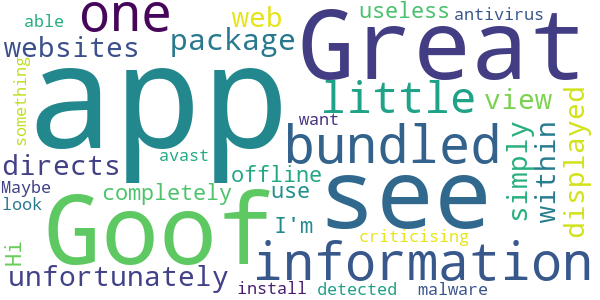 able
one
web
useless
antivirus
Great
websites
package
something
app
little
view
displayed
want
bundled
simply
within
directs
avast
offline
Maybe
completely
use
see
look
Goof
I'm
criticising
Hi
information
unfortunately
install
detected
malware